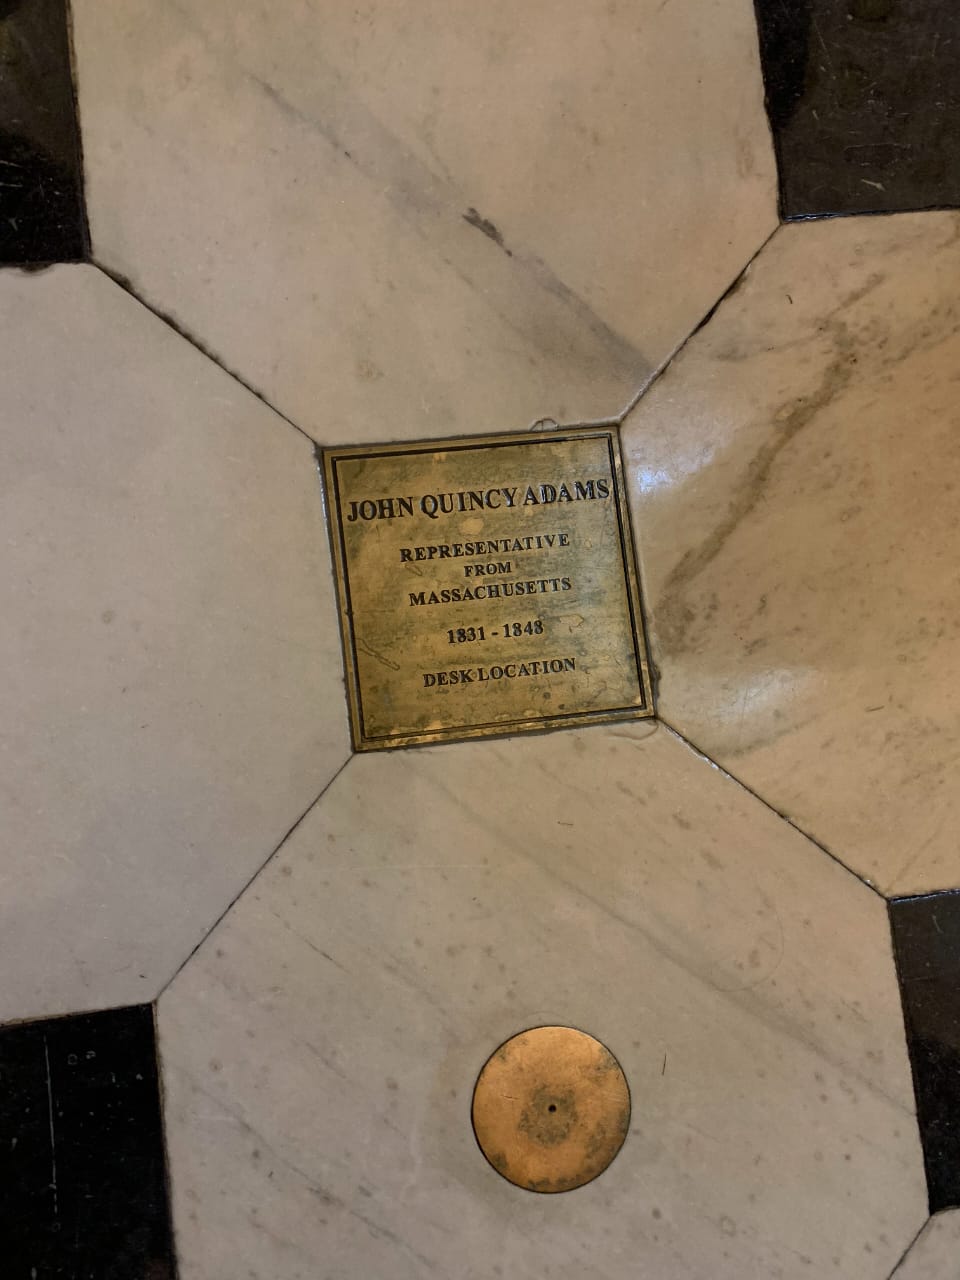 JOHN QUINCY ADAMS
REPRESENTATIVE
FROM
MASSACHUSETTS
1831 - 1848
DESK LOCATION